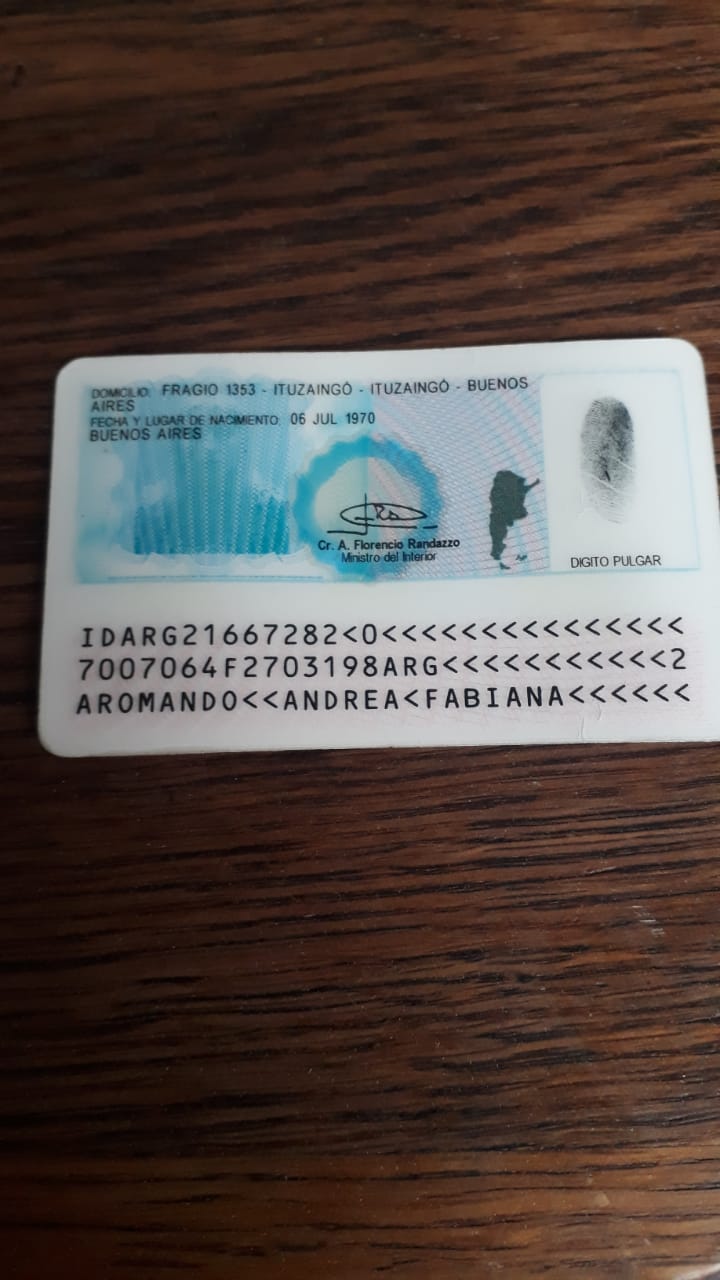 DOMICILIO: FRAGIO 1353 - ITUZAINGÓ - ITUZAINGÓ - BUENOS
AIRES
FECHA Y LUGAR DE NACIMIENTO: 06 JUL 1970
BUENOS AIRES
Cr. A. Florencio Randazzo
Ministro del Interior
DIGITO PULGAR
IDARG21667282<0<<<<<<<<<<<<<<<
7007064F2703198ARG<<<<<<<<<<<2
AROMANDO<<ANDREA<FABIANA<<<<<<